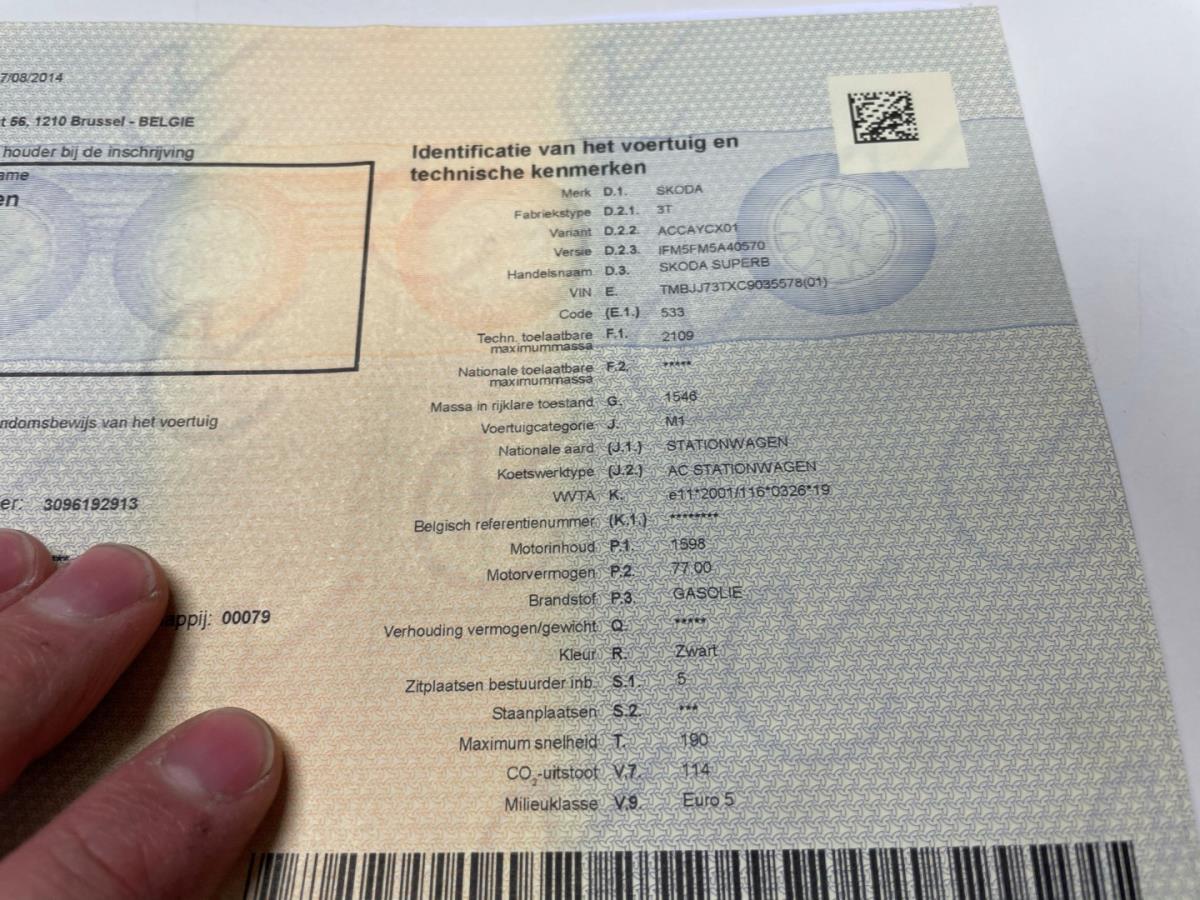 7/08/2014
56, 1210 Brussel - BELGIE
houder bij de inschrijving
ndomsbewijs van het voertuig
3096192913
00079
Identificatie van het voertuig en
technische kenmerken
Merk D.1. SKODA
Fabriekstype D.2.1. 3T
Variant D.2.2. ACCAYCX01
Versie D.2.3. IFM5FM5A40570
Handelsnaam D.3. SKODA SUPERB
VIN E. TMBJJ73TXC9035578(01)
Code (E.1.) 533
Techn. toelaatbare F.1. 2109
maximummassa
Nationale toelaatbare F.2. *****
maximummassa
Massa in rijklare toestand G. 1546
Voertuigcategorie J. M1
Nationale aard (J.1.) STATIONWAGEN
Koetswerktype (J.2.) AC STATIONWAGEN
WVTA K. e11*2001/116*0326*19
Belgisch referentienummer (K.1.) ********
Motorinhoud P.1. 1598
Motorvermogen P.2. 77.00
Brandstof P.3 GASOLIE
Verhouding vermogen/gewicht Q. *****
Kleur R. Zwart
Zitplaatsen bestuurder inb. S.1. 5
Staanplaatsen S.2. ***
Maximum snelheid T. 190
CO₂-uitstoot V.7. 114
Milieuklasse V.9. Euro 5